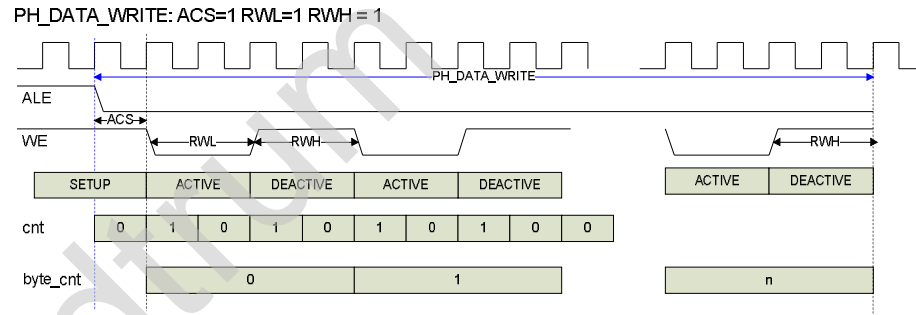 PH_DATA_WRITE: ACS=1 RWL=1 RWH = 1
PH_DATA_WRITE
ALE
ACS
WE RWL RWH RWH
SETUP ACTIVE DEACTIVE ACTIVE DEACTIVE ACTIVE DEACTIVE
cnt 0 1 0 1 0 1 0 1 0 0
byte_cnt 0 1 n